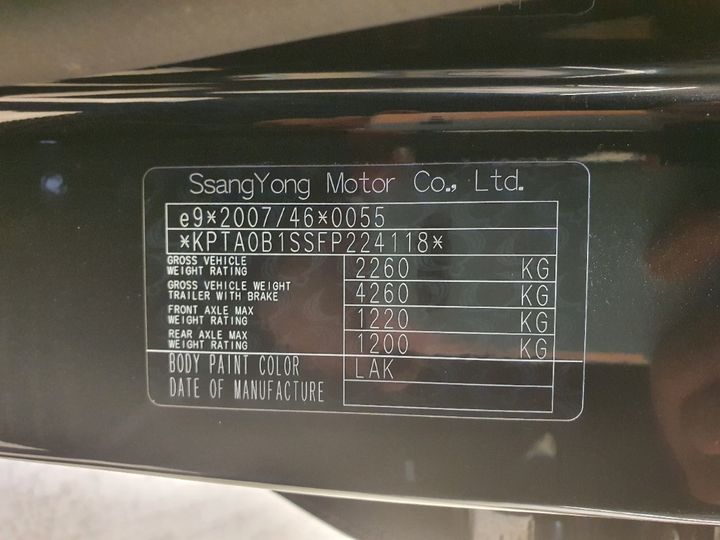 SsangYong Motor Co., Ltd.
e9*2007/46*0055
*KPTA0B1SSFP224118*
GROSS VEHICLE
WEIGHT RATING
2260 KG
GROSS VEHICLE WEIGHT
TRAILER WITH BRAKE
4260 KG
FRONT AXLE MAX
WEIGHT RATING
1220 KG
REAR AXLE MAX
WEIGHT RATING
1200 KG
BODY PAINT COLOR LAK
DATE OF MANUFACTURE